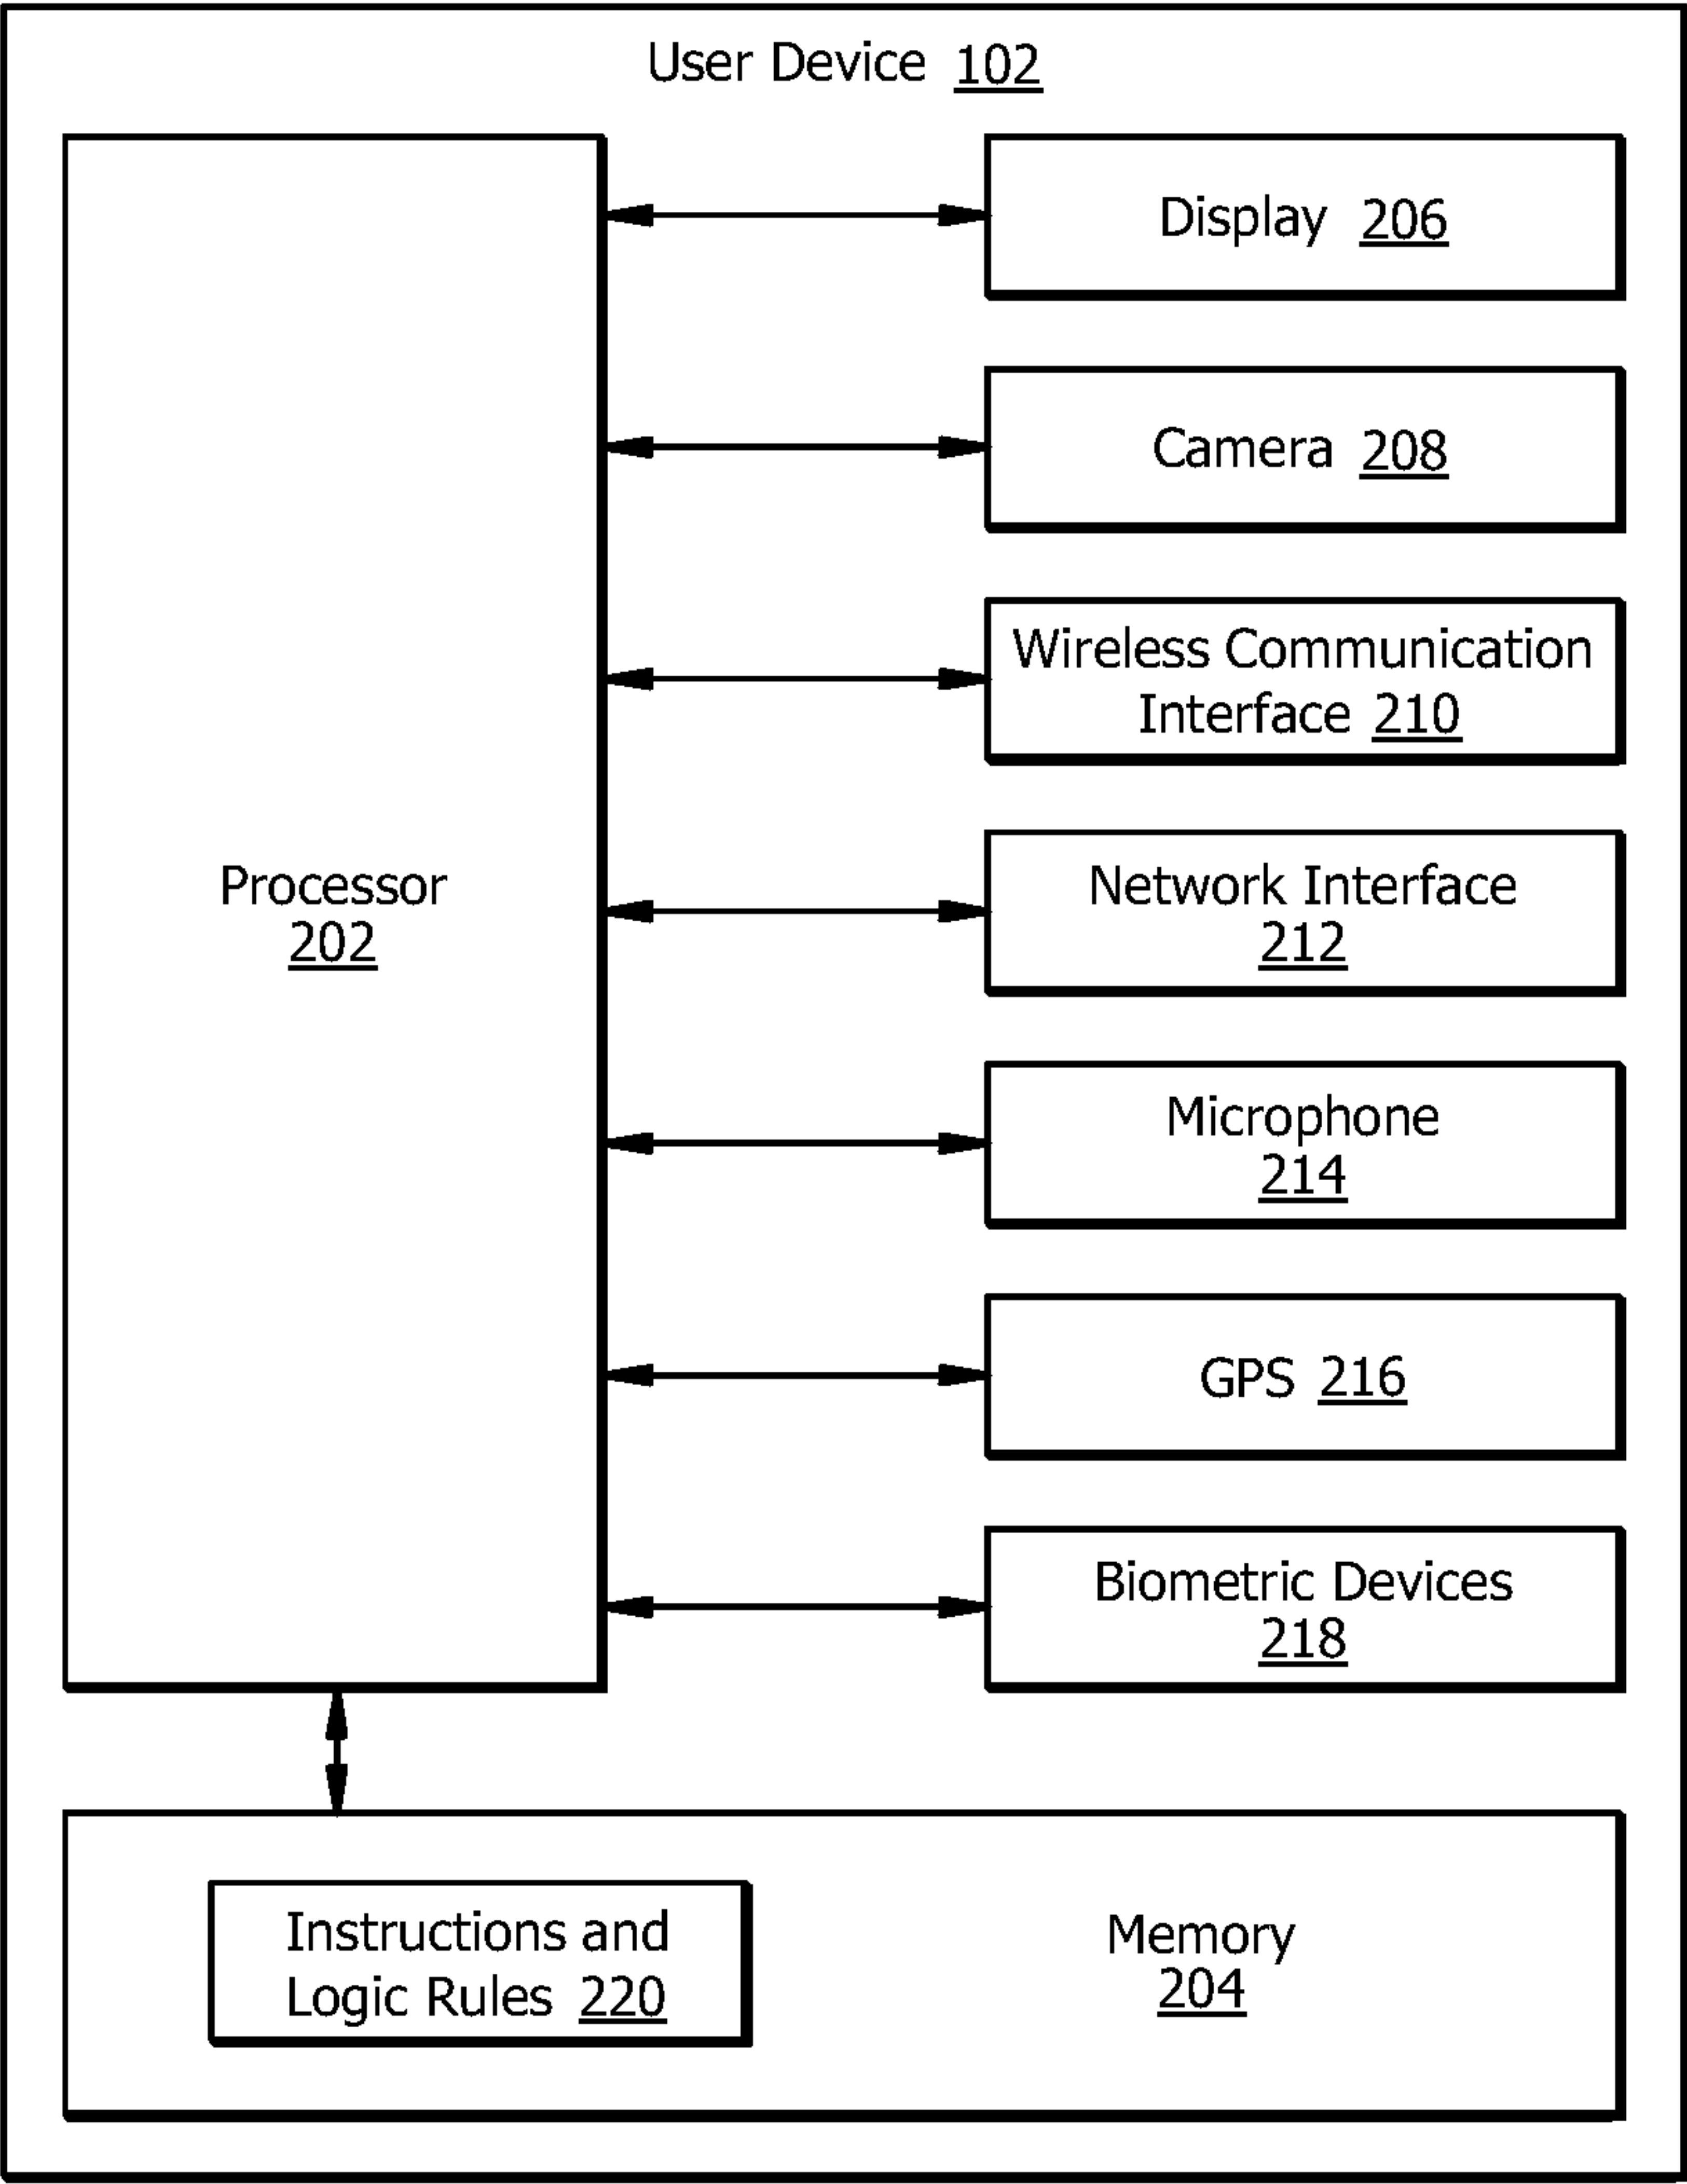 User Device 102
Display 206
Camera 208
Wireless Communication
Interface 210
Processor
202
Network Interface
212
Microphone
214
GPS 216
Biometric Devices
218
Instructions and
Logic Rules 220
Memory
204